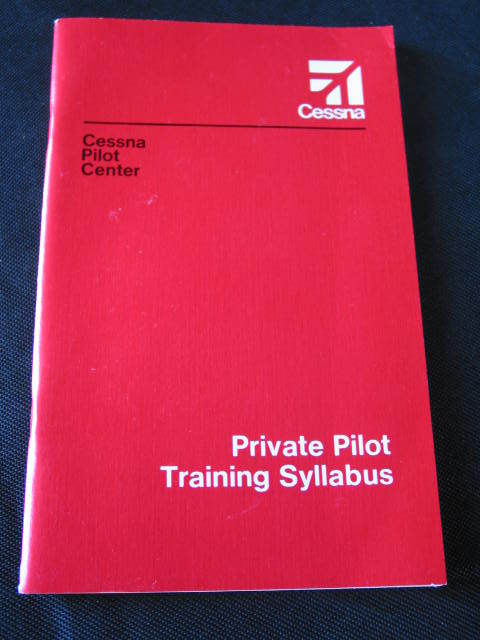 Cessna
Cessna
Pilot
Center
Private Pilot
Training Syllabus